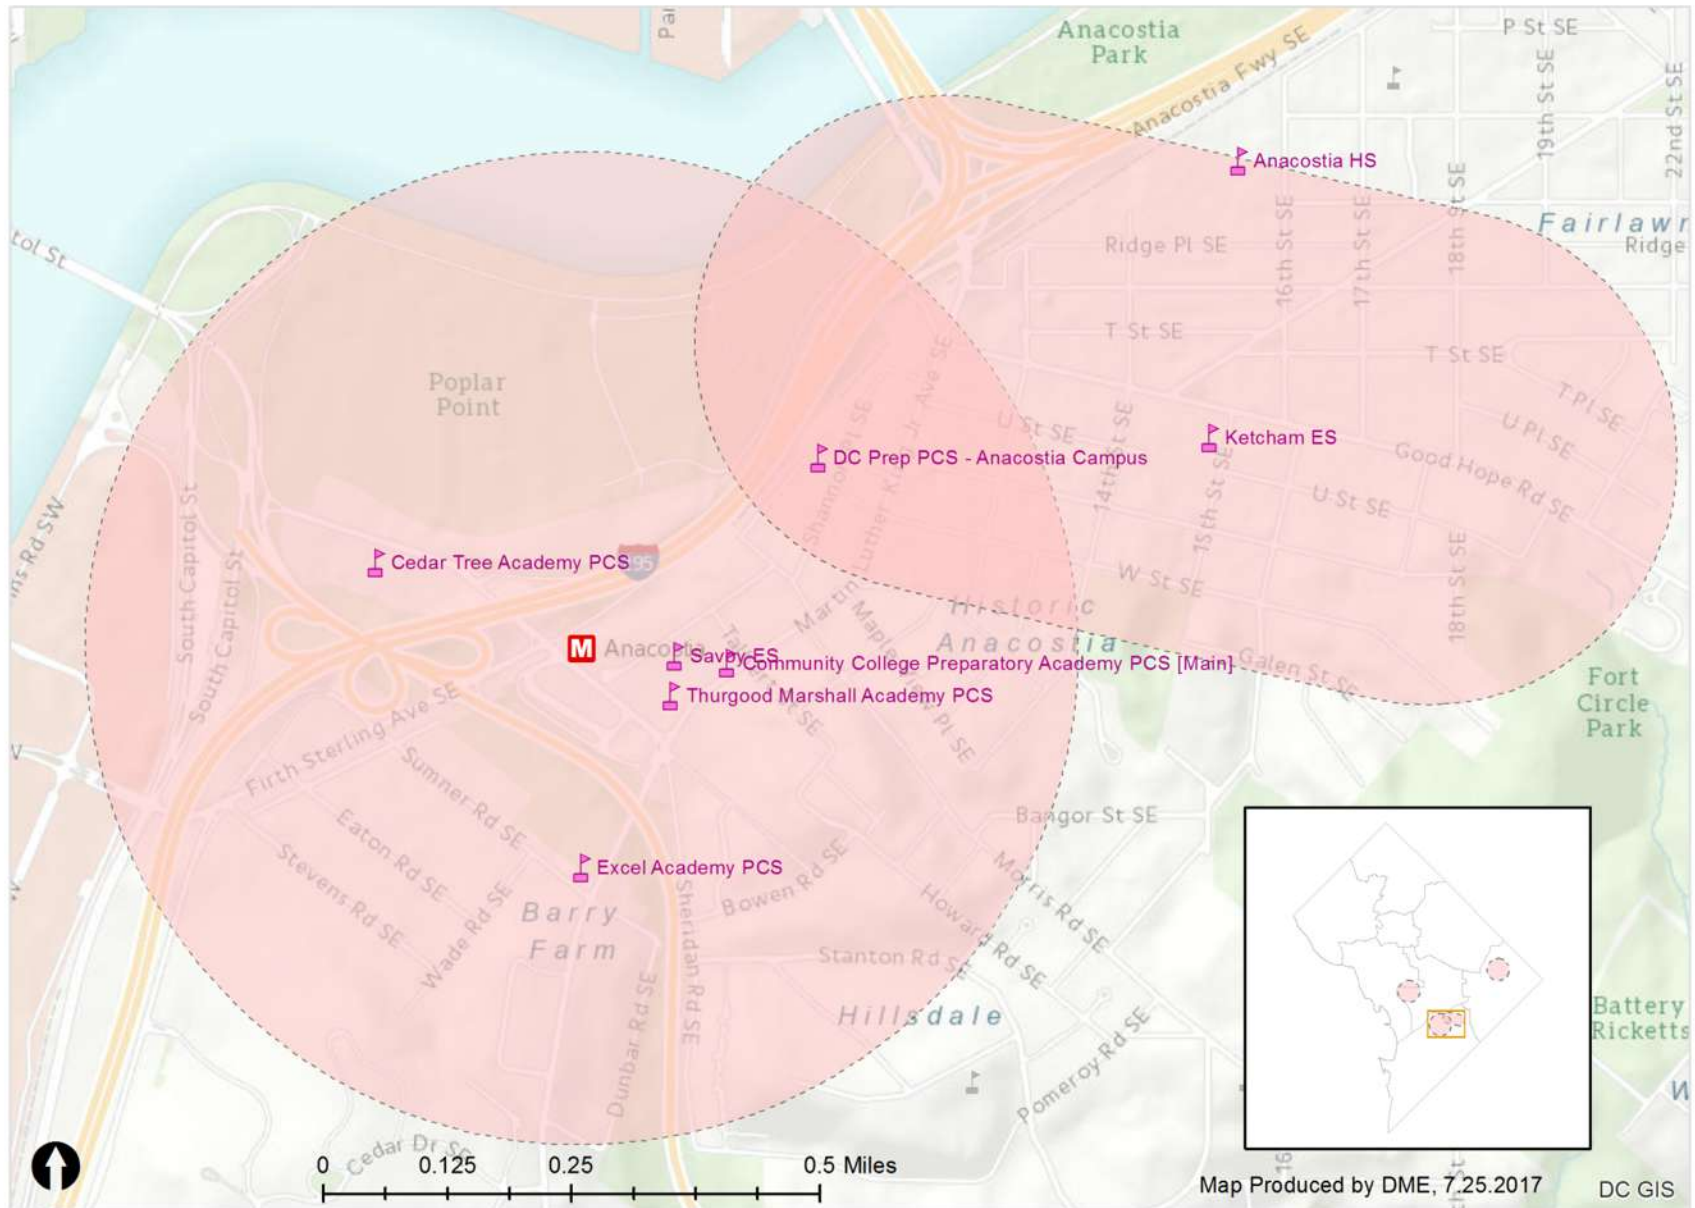 Anacostia
Park
P St SE
Anacostia Fwy SE
19th St SE
22nd St SE
Anacostia HS
tol St
16th St SE
17th St SE
18th St SE
Fairlawn
Ridge Pl SE
Ridge
T St SE
T St SE
T Pl SE
U Pl SE
Poplar
Point
U St SE
14th St SE
Ketcham ES
Good Hope Rd SE
DC Prep PCS - Anacostia Campus
Shannon Pl SE
Martin Luther King Jr Ave SE
15th St SE
U St SE
South Capitol St
South Capitol St
Cedar Tree Academy PCS
295
W St SE
18th St SE
Historic
Anacostia
M
Anacostia
Savoy ES
Community College Preparatory Academy PCS [Main]
Thurgood Marshall Academy PCS
Talbert St SE
Maple View Pl SE
Galen St SE
Fort
Circle
Park
Firth Sterling Ave SE
Sumner Rd SE
Eaton Rd SE
Stevens Rd SE
Wade Rd SE
Bangor St SE
Excel Academy PCS
Barry
Farm
Bowen Rd SE
Sheridan Rd SE
Howard Rd SE
Morris Rd SE
Stanton Rd SE
Dunbar Rd SE
Hillsdale
Pomeroy Rd SE
Battery
Ricketts
Cedar Dr SE
0
0.125
0.25
0.5 Miles
Map Produced by DME, 7.25.2017
DC GIS